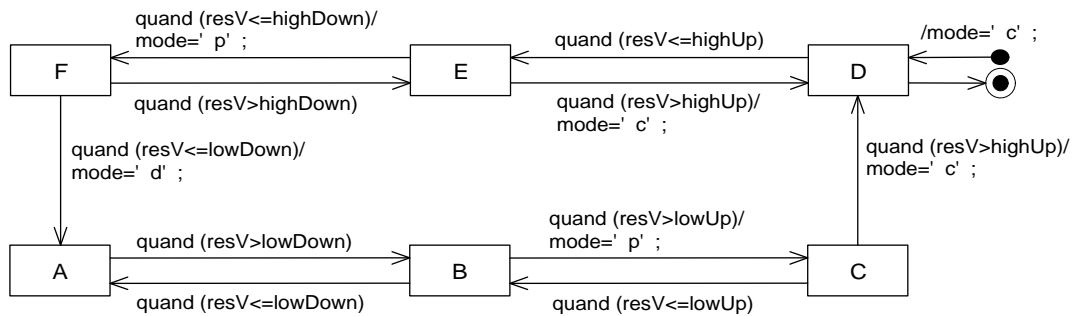 quand (resV<=highDown)/
mode=' p' ;
quand (resV<=highUp)
/mode=' c' ;
F
E
D
quand (resV>highDown)
quand (resV>highUp)/
mode=' c' ;
quand (resV<=lowDown)/
mode=' d' ;
quand (resV>highUp)/
mode=' c' ;
quand (resV>lowDown)
quand (resV>lowUp)/
mode=' p' ;
A
B
C
quand (resV<=lowDown)
quand (resV<=lowUp)